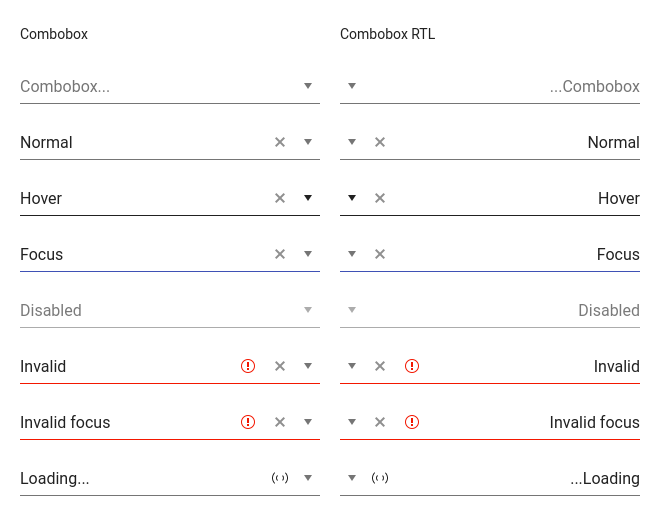 Combobox
Combobox RTL
Combobox...
...Combobox
Normal
Normal
Hover
Hover
Focus
Focus
Disabled
Disabled
Invalid
Invalid
Invalid focus
Invalid focus
Loading...
...Loading